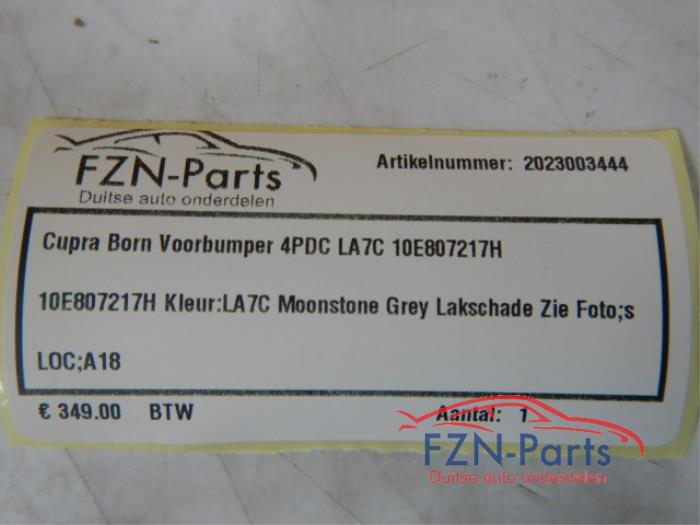 FZN-Parts
Duitse auto onderdelen
Artikelnummer: 2023003444
Cupra Born Voorbumper 4PDC LA7C 10E807217H
10E807217H Kleur:LA7C Moonstone Grey Lakschade Zie Foto;s
LOC;A18
€ 349.00 BTW
Aantal: 1
FZN-Parts
Duitse auto onderdelen